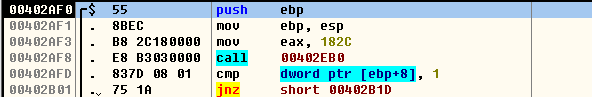 00402AF0 $ 55 push ebp
00402AF1 . 8BEC mov ebp, esp
00402AF3 . B8 2C180000 mov eax, 182C
00402AF8 . E8 B3030000 call 00402EB0
00402AFD . 837D 08 01 cmp dword ptr [ebp+8], 1
00402B01 . 75 1A jnz short 00402B1D